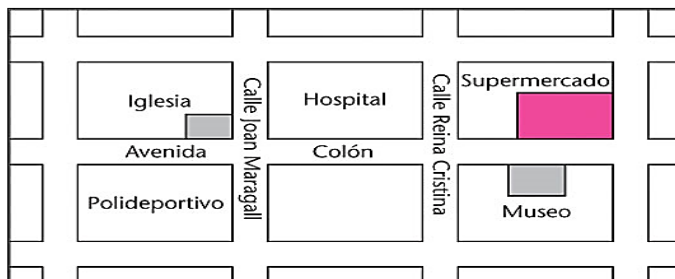 Supermercado
Iglesia
Hospital
Calle Joan Maragall
Calle Reina Cristina
Avenida Colón
Polideportivo
Museo